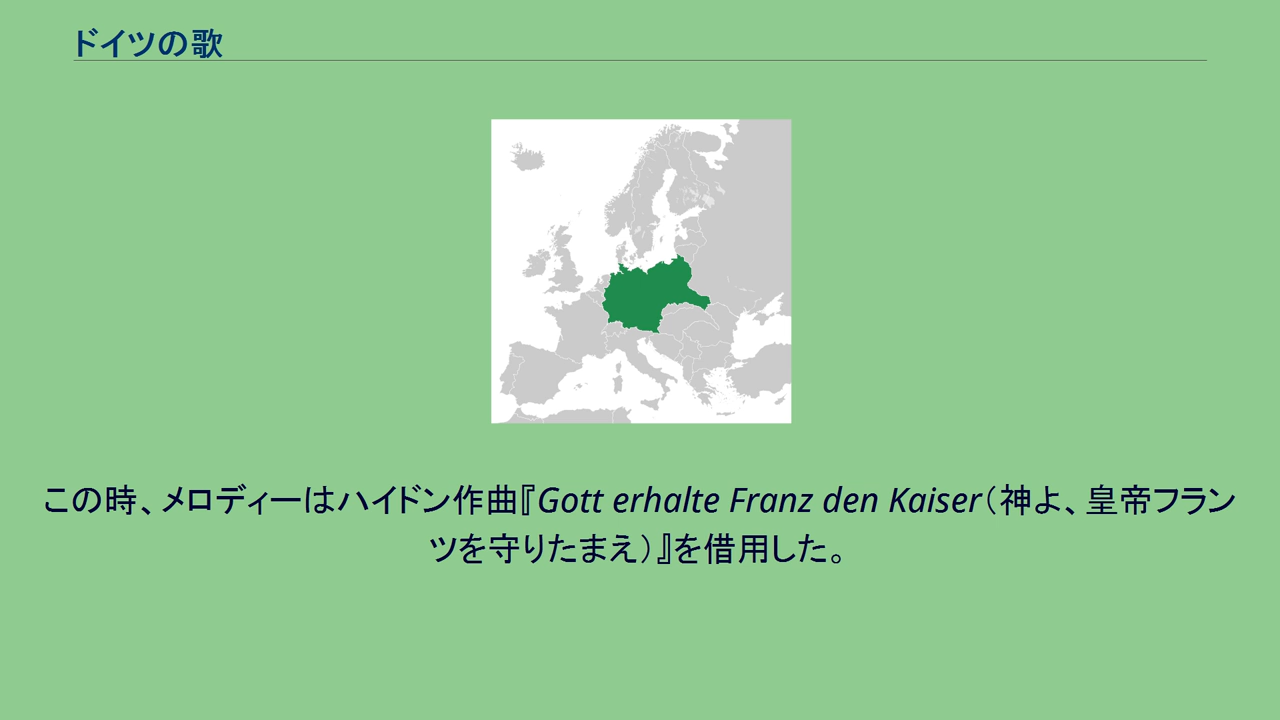 ドイツの歌
この時、メロディーはハイドン作曲『Gott erhalte Franz den Kaiser（神よ、皇帝フラン
ツを守りたまえ）』を借用した。